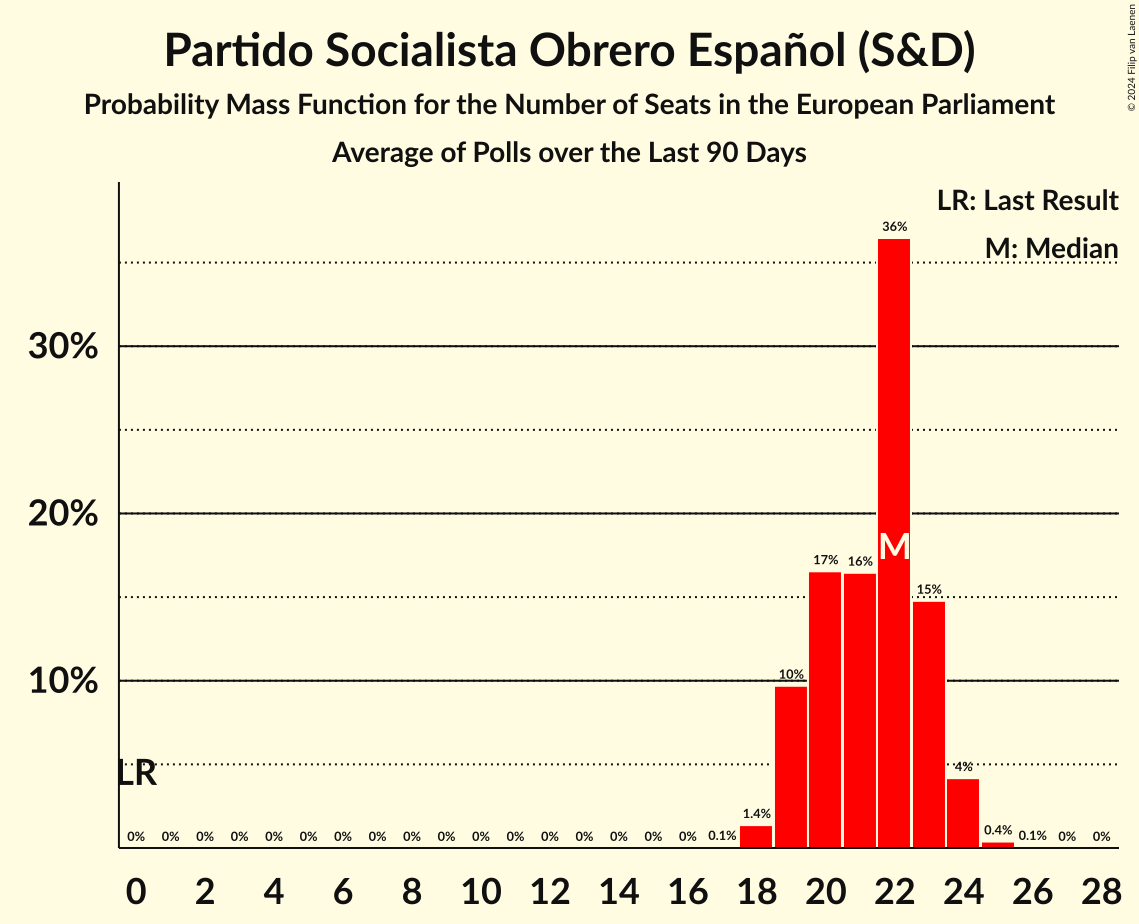 Partido Socialista Obrero Español (S&D)
Probability Mass Function for the Number of Seats in the European Parliament
Average of Polls over the Last 90 Days
© 2024 Filip van Laenen
LR: Last Result
M: Median
36%
30%
20%
M
17%
16%
15%
10%
10%
LR
4%
0% 0% 0% 0% 0% 0% 0% 0% 0% 0% 0% 0% 0% 0% 0% 0% 0% 0.1% 1.4% 0.4% 0.1% 0% 0%
0 2 4 6 8 10 12 14 16 18 20 22 24 26 28